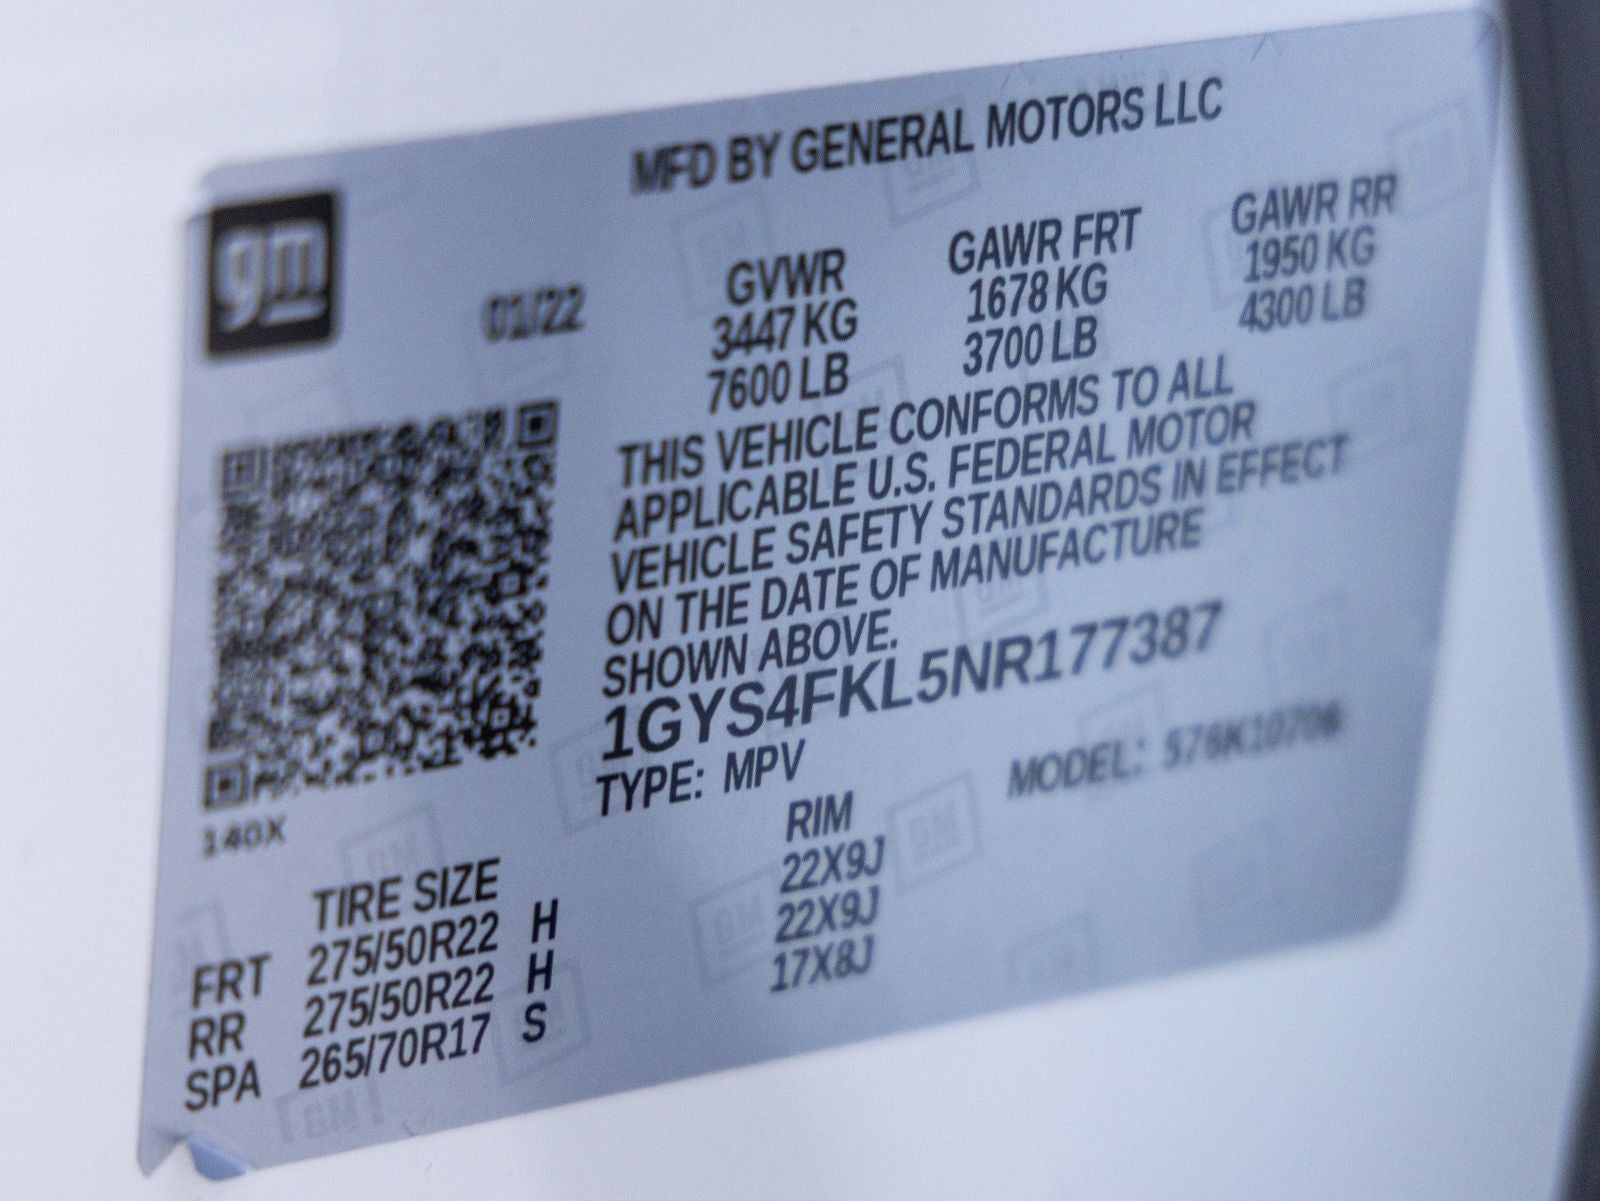 MFD BY GENERAL MOTORS LLC
gm
01/22
GVWR
3447 KG
7600 LB
GAWR FRT
1678 KG
3700 LB
GAWR RR
1950 KG
4300 LB
THIS VEHICLE CONFORMS TO ALL
APPLICABLE U.S. FEDERAL MOTOR
VEHICLE SAFETY STANDARDS IN EFFECT
ON THE DATE OF MANUFACTURE
SHOWN ABOVE.
1GYS4FKL5NR177387
TYPE: MPV
MODEL:
140X
TIRE SIZE RIM
FRT 275/50R22 H 22X9J
RR 275/50R22 H 22X9J
SPA 265/70R17 S 17X8J